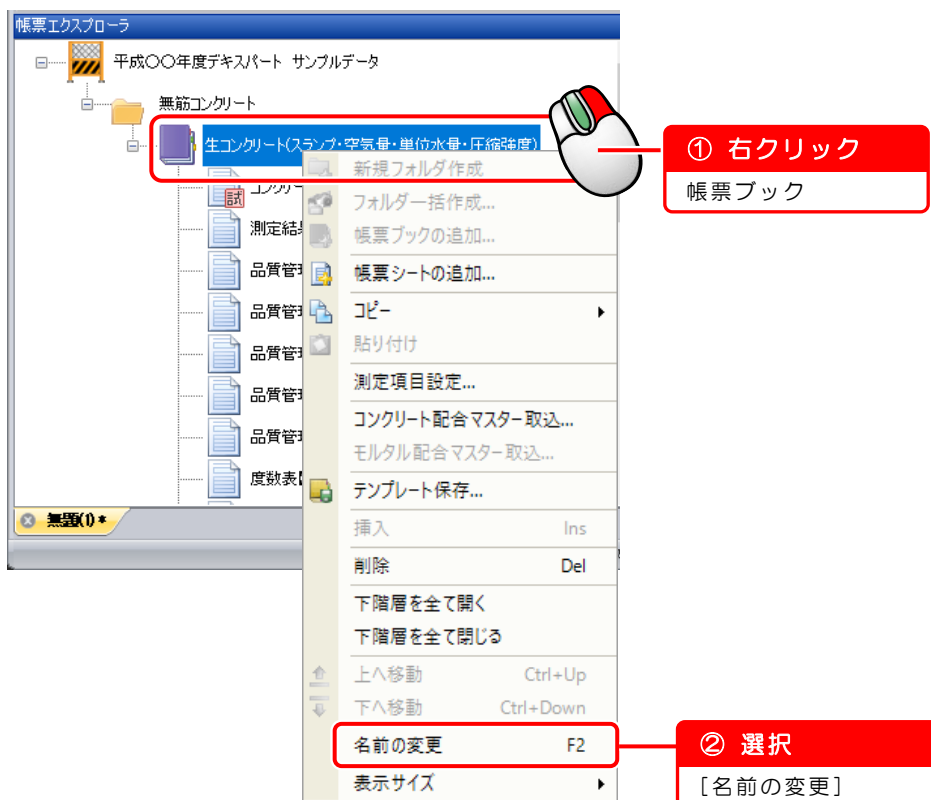 帳票エクスプローラ
平成○○年度デキスパート サンプルデータ
無筋コンクリート
生コンクリート(スランプ・空気量・単位水量・圧縮強度)
① 右クリック
帳票ブック
新規フォルダ作成
試 コンクリー
フォルダー括作成...
測定結
帳票ブックの追加...
品質管
帳票シートの追加...
品質管
コピー
品質管
貼り付け
品質管
測定項目設定...
品質管
コンクリート配合マスター取込...
モルタル配合マスター取込...
度数表
テンプレート保存...
無題(1)*
挿入 Ins
削除 Del
下階層を全て開く
下階層を全て閉じる
上へ移動 Ctrl+Up
下へ移動 Ctrl+Down
名前の変更 F2
② 選択
表示サイズ
[名前の変更]